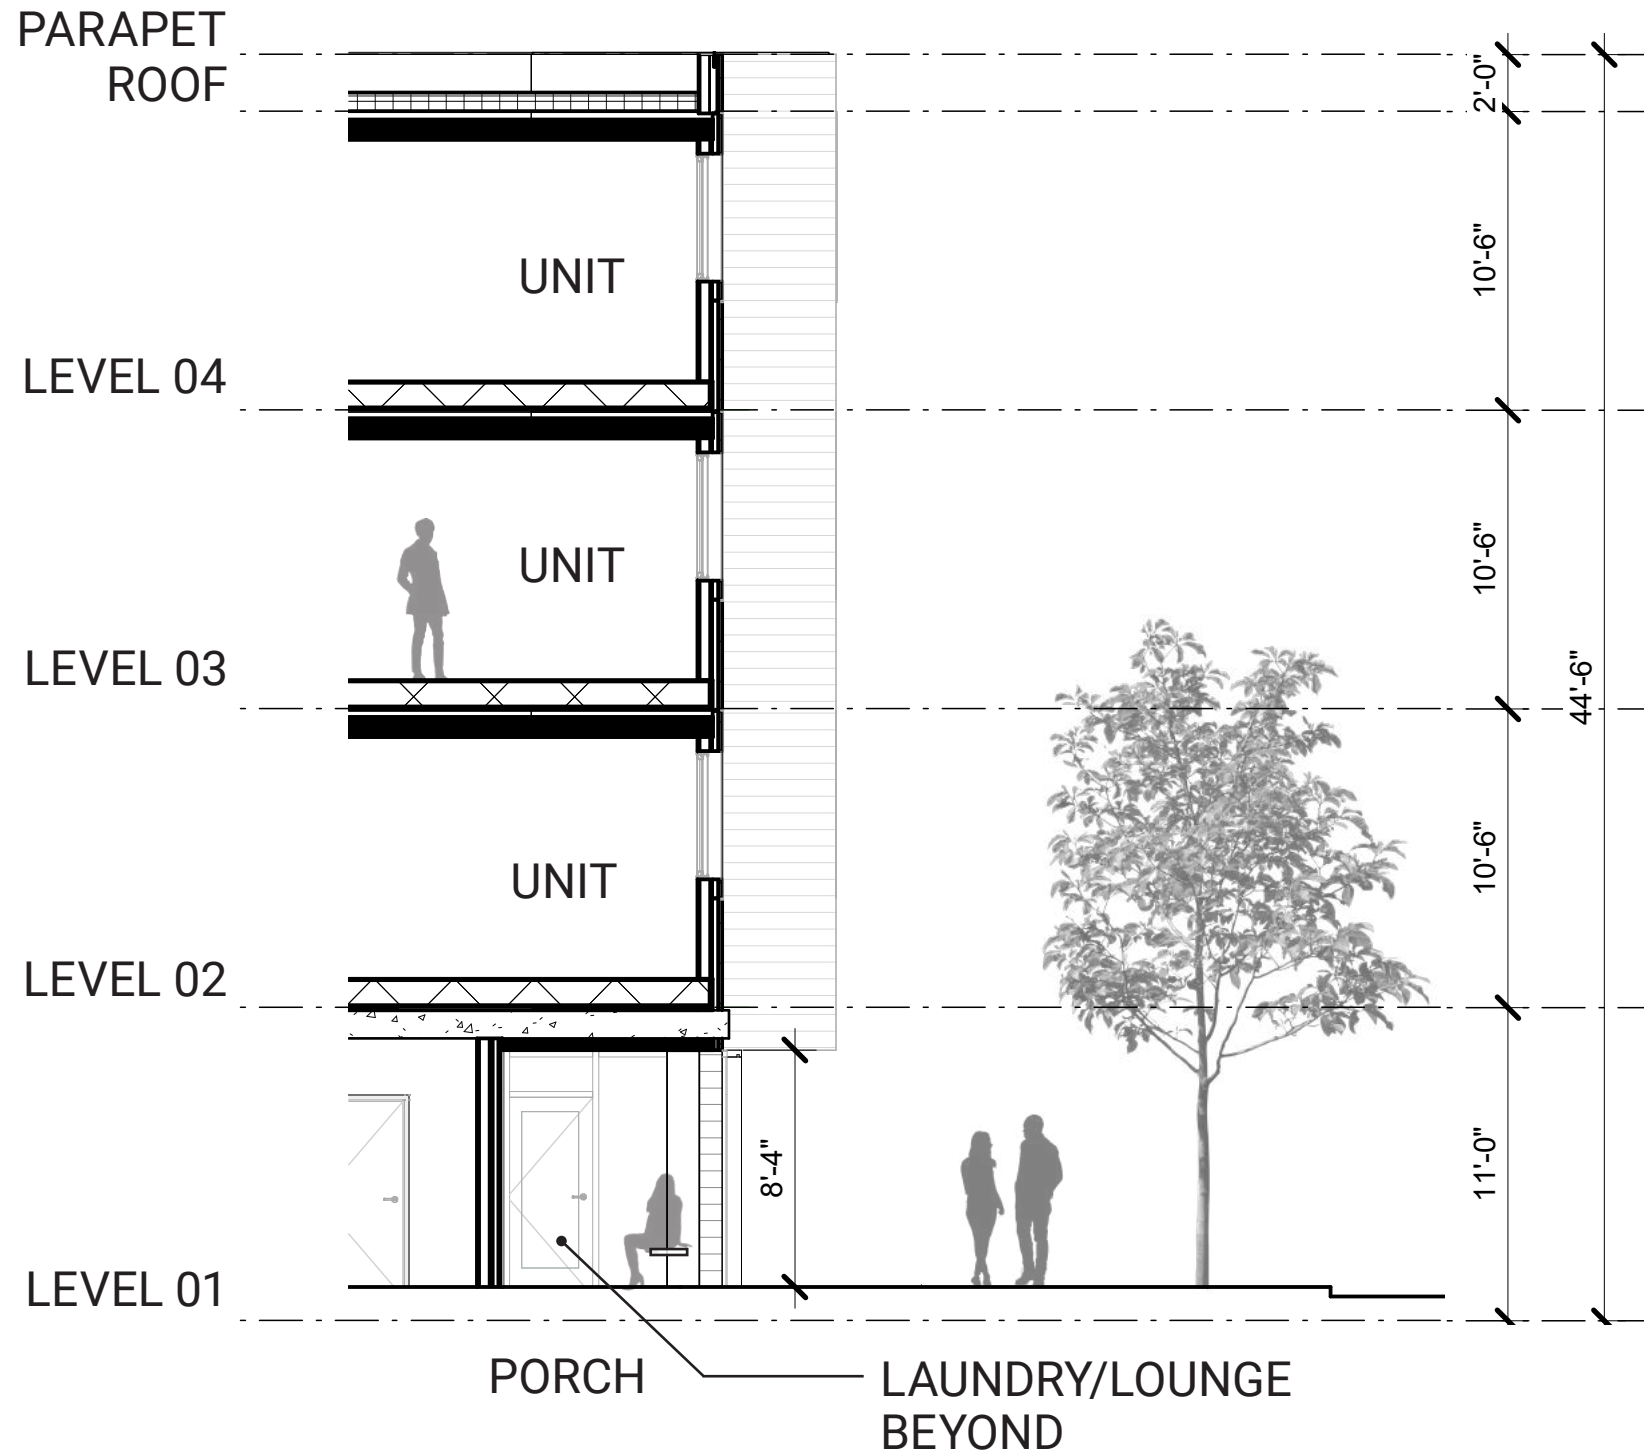 PARAPET
ROOF
2'-0"
UNIT
10'-6"
LEVEL 04
UNIT
10'-6"
LEVEL 03
44'-6"
UNIT
10'-6"
LEVEL 02
8'-4"
11'-0"
LEVEL 01
PORCH
LAUNDRY/LOUNGE
BEYOND